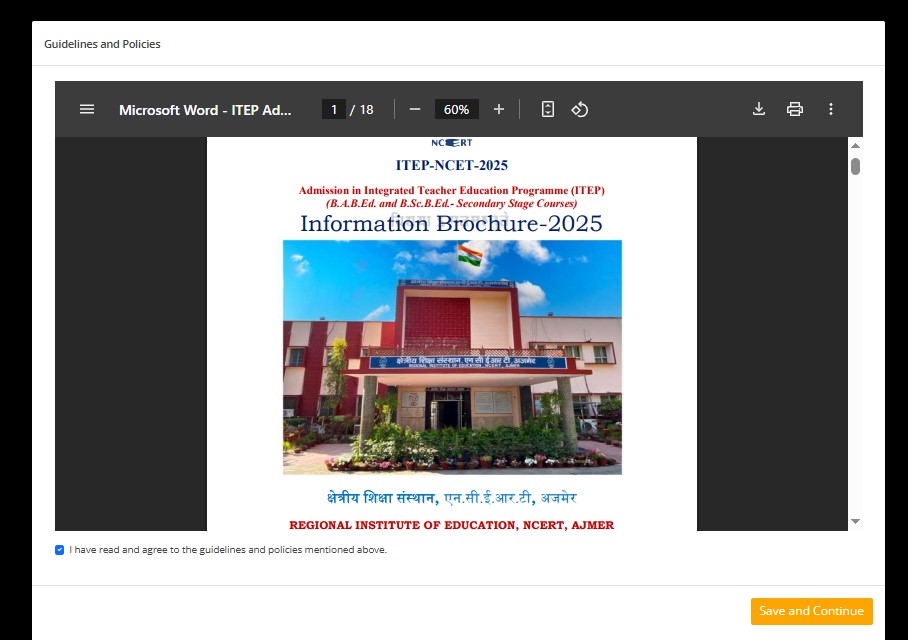 Guidelines and Policies
Microsoft Word - ITEP Ad...
1 / 18
60%
NCERT
ITEP-NCET-2025
Admission in Integrated Teacher Education Programme (ITEP)
(B.A.B.Ed. and B.Sc.B.Ed.- Secondary Stage Courses)
Information Brochure-2025
क्षेत्रीय शिक्षा संस्थान, एन सी ई आर टी, अजमेर
REGIONAL INSTITUTE OF EDUCATION, NCERT, AJMER
क्षेत्रीय शिक्षा संस्थान, एन.सी.ई.आर.टी, अजमेर
REGIONAL INSTITUTE OF EDUCATION, NCERT, AJMER
I have read and agree to the guidelines and policies mentioned above.
Save and Continue